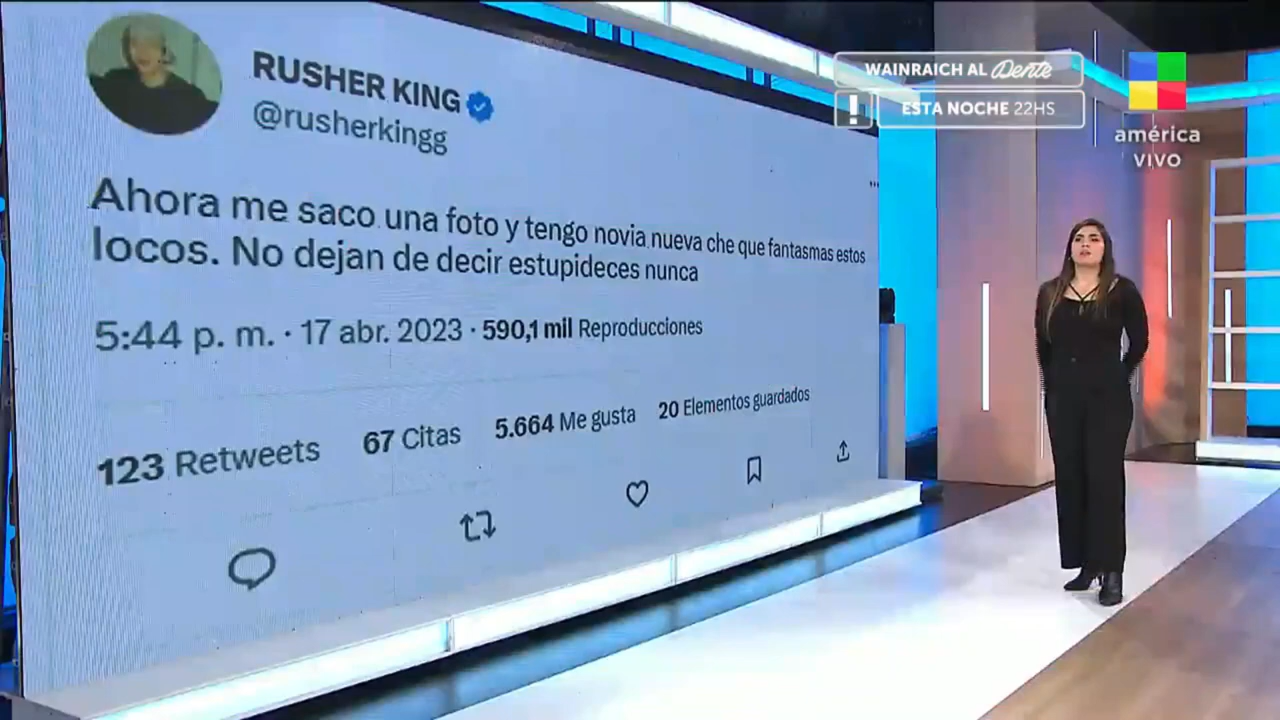 RUSHER KING
@rusherkingg
Ahora me saco una foto y tengo novia nueva che que fantasmas estos
locos. No dejan de decir estupideces nunca
5:44 p. m. · 17 abr. 2023 · 590,1 mil Reproducciones
123 Retweets 67 Citas 5.664 Me gusta 20 Elementos guardados
WAINRAICH AL Dente
! ESTA NOCHE 22HS
américa
VIVO